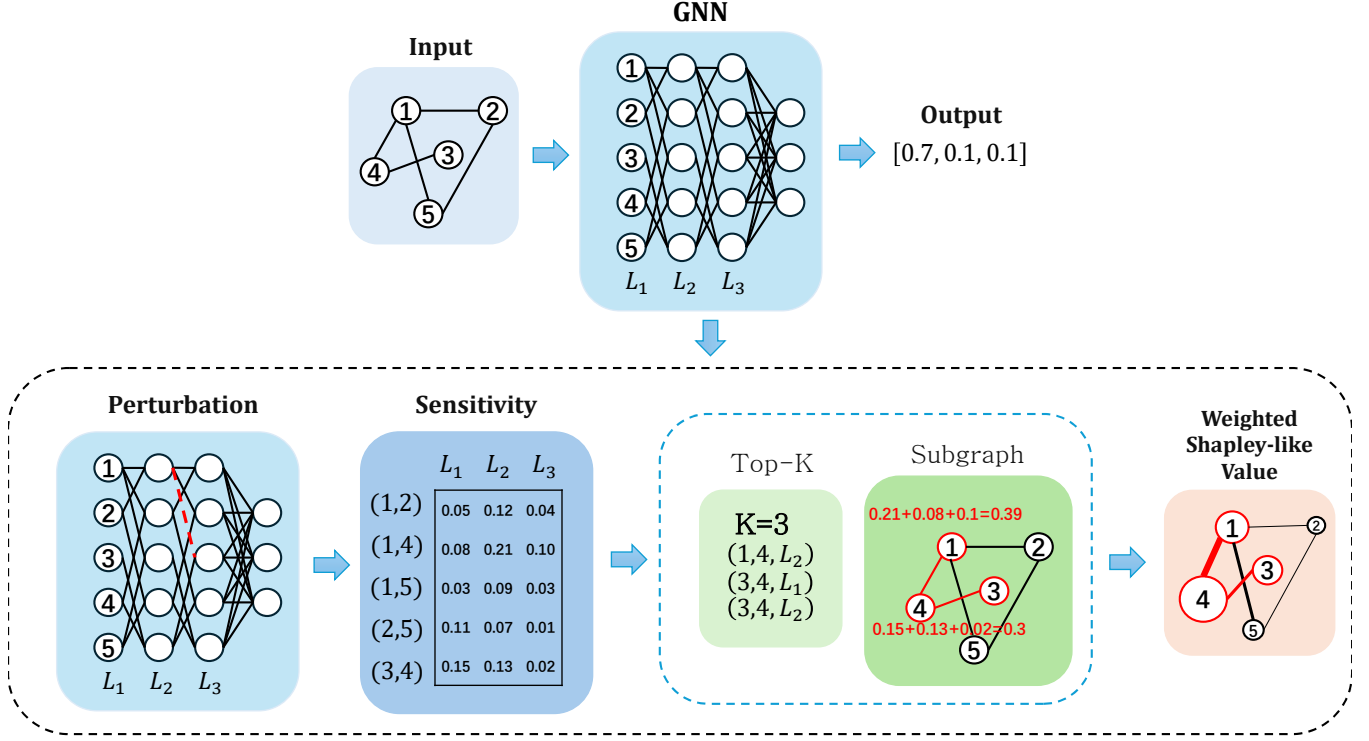 GNN
Input
1
2
3
4
5
1
2
3
4
5
L₁ L₂ L₃
Output
[0.7, 0.1, 0.1]
Perturbation
1
2
3
4
5
L₁ L₂ L₃
Sensitivity
L₁ L₂ L₃
(1,2) 0.05 0.12 0.04
(1,4) 0.08 0.21 0.10
(1,5) 0.03 0.09 0.03
(2,5) 0.11 0.07 0.01
(3,4) 0.15 0.13 0.02
Top-K
K=3
(1,4, L₂)
(3,4, L₁)
(3,4, L₂)
Subgraph
0.21+0.08+0.1=0.39
1
2
3
4
0.15+0.13+0.02=0.3
5
Weighted
Shapley-like
Value
1
2
3
4
5